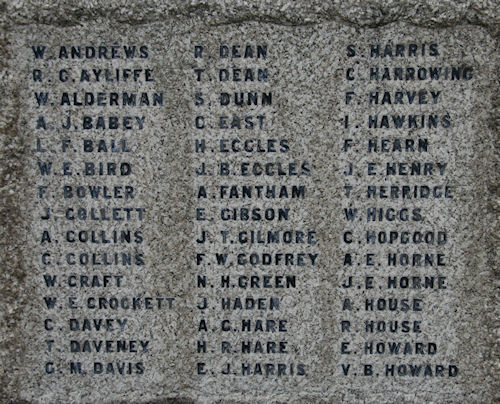 W. ANDREWS
R. G. AYLIFFE
W. ALDERMAN
A. J. BABEY
L. F. BALL
W. E. BIRD
F. BOWLER
J. COLLETT
A. COLLINS
G. COLLINS
W. CRAFT
W. E. CROCKETT
C. DAVEY
T. DAVENEY
G. M. DAVIS
R. DEAN
T. DEAN
S. DUNN
C. EAST
H. ECCLES
J. B. ECCLES
A. FANTHAM
E. GIBSON
J. T. GILMORE
F. W. GODFREY
N. H. GREEN
J. HADEN
A. C. HARE
H. R. HARE
E. J. HARRIS
S. HARRIS
C. HARROWING
F. HARVEY
I. HAWKINS
F. HEARN
J. E. HENRY
T. HERRIDGE
W. HIGGS
C. HOPGOOD
A. E. HORNE
J. E. HORNE
A. HOUSE
R. HOUSE
E. HOWARD
V. B. HOWARD